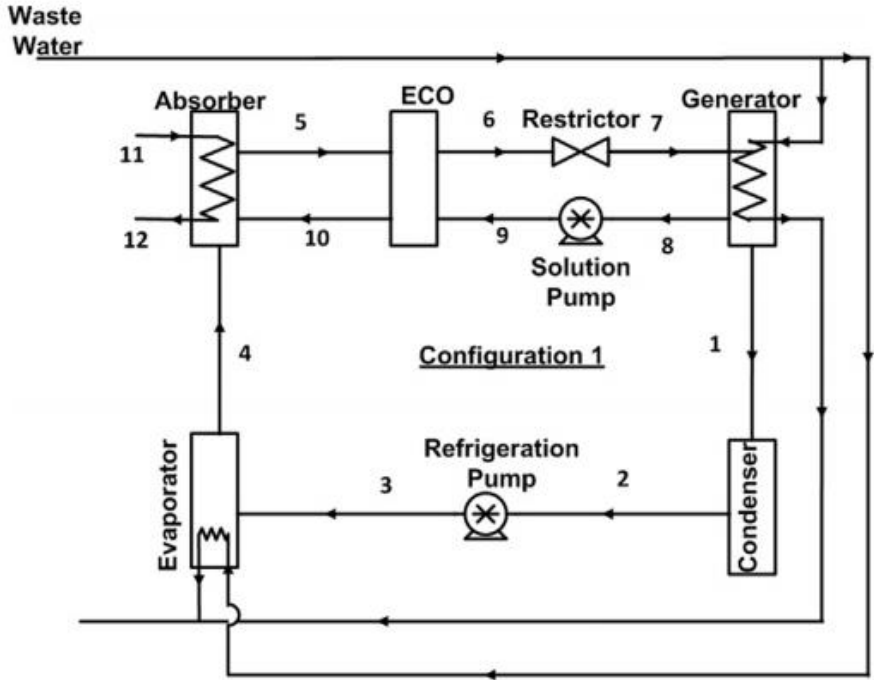 Waste
Water
Absorber
ECO
Generator
5
6
Restrictor
7
11
12
10
9
8
Solution
Pump
4
Configuration 1
1
Evaporator
Refrigeration
Pump
3
2
Condenser